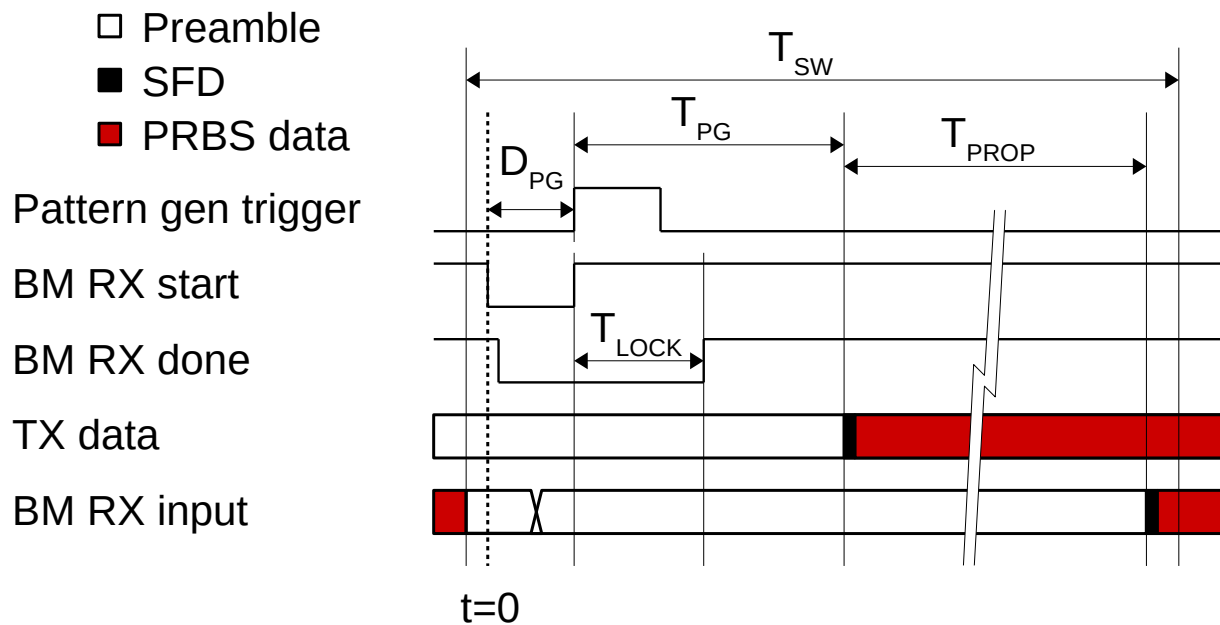 Preamble
SFD
PRBS data
T_SW
T_PG
T_PROP
D_PG
Pattern gen trigger
BM RX start
T_LOCK
BM RX done
TX data
BM RX input
t=0